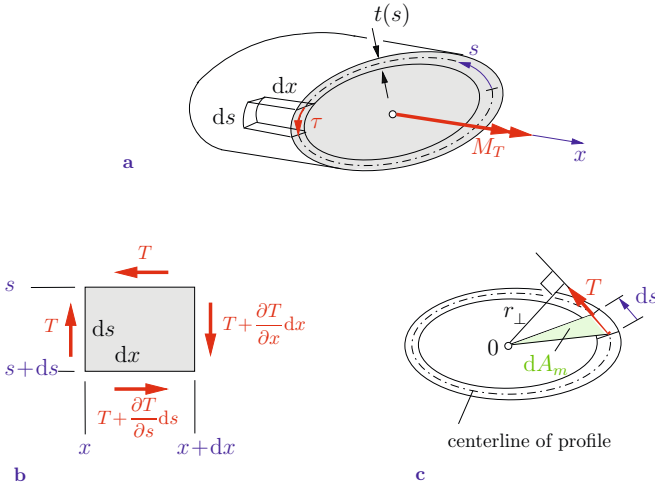 t(s)
s
dx
ds
τ
M_T
x
a
T
s
T
ds
T + ∂T/∂x dx
dx
s+ds
T + ∂T/∂s ds
x
x+dx
b
T
ds
r_⊥
0
dA_m
centerline of profile
c